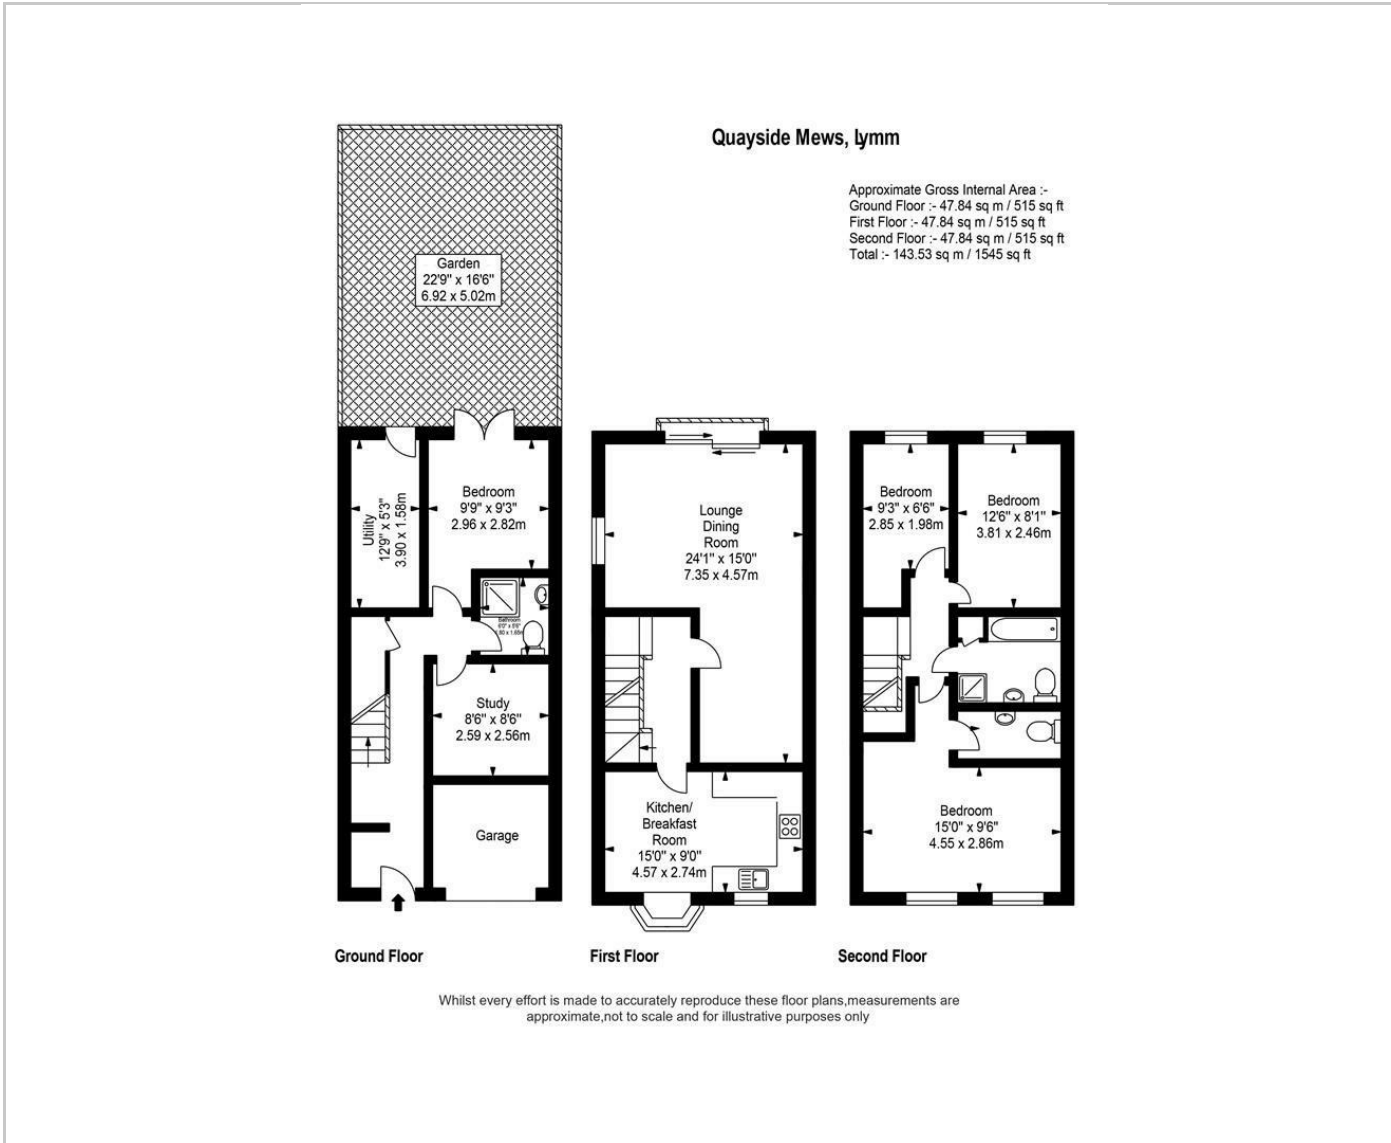 Quayside Mews, Lymm
Approximate Gross Internal Area :-
Ground Floor :- 47.84 sq m / 515 sq ft
First Floor :- 47.84 sq m / 515 sq ft
Second Floor :- 47.84 sq m / 515 sq ft
Total :- 143.53 sq m / 1545 sq ft
Garden
22'9" x 16'6"
6.92 x 5.02m
Utility
12'9" x 5'3"
3.90 x 1.58m
Bedroom
9'9" x 9'3"
2.96 x 2.82m
Bathroom
Study
8'6" x 8'6"
2.59 x 2.56m
Garage
Ground Floor
Lounge
Dining
Room
24'1" x 15'0"
7.35 x 4.57m
Kitchen/
Breakfast
Room
15'0" x 9'0"
4.57 x 2.74m
First Floor
Bedroom
9'3" x 6'6"
2.85 x 1.98m
Bedroom
12'6" x 8'1"
3.81 x 2.46m
Bedroom
15'0" x 9'6"
4.55 x 2.86m
Second Floor
Whilst every effort is made to accurately reproduce these floor plans,measurements are
approximate,not to scale and for illustrative purposes only